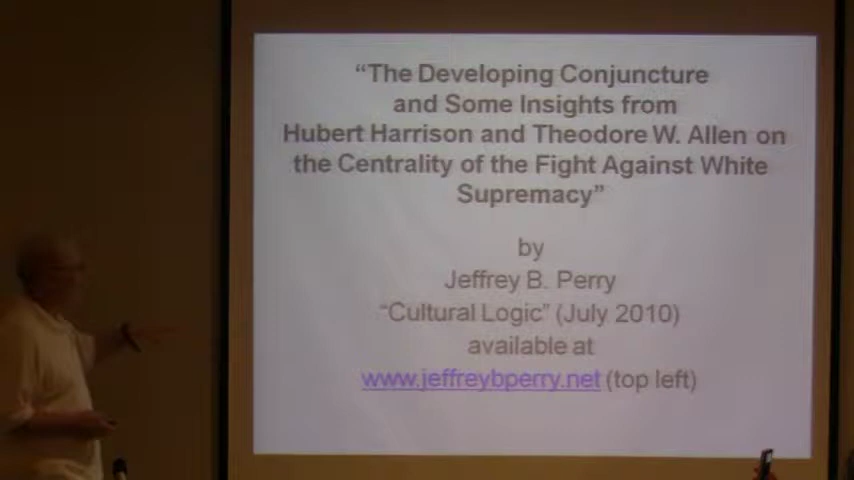 “The Developing Conjuncture
and Some Insights from
Hubert Harrison and Theodore W. Allen on
the Centrality of the Fight Against White
Supremacy”
by
Jeffrey B. Perry
“Cultural Logic” (July 2010)
available at
www.jeffreybperry.net (top left)